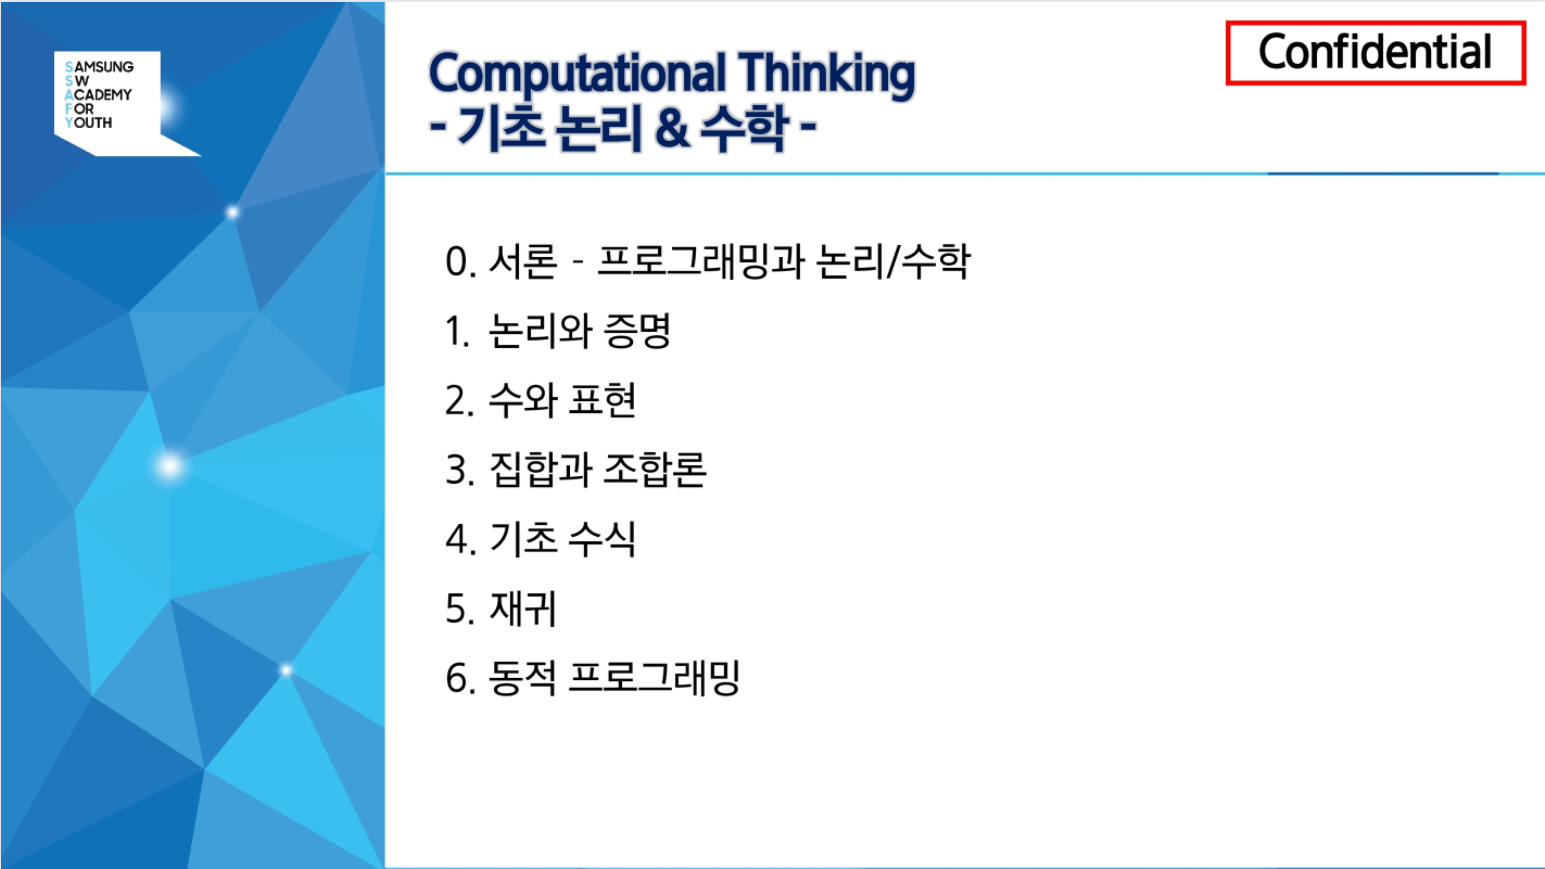 SAMSUNG
SW
ACADEMY
FOR
YOUTH
Computational Thinking
- 기초 논리 & 수학 -
Confidential
0. 서론 - 프로그래밍과 논리/수학
1. 논리와 증명
2. 수와 표현
3. 집합과 조합론
4. 기초 수식
5. 재귀
6. 동적 프로그래밍